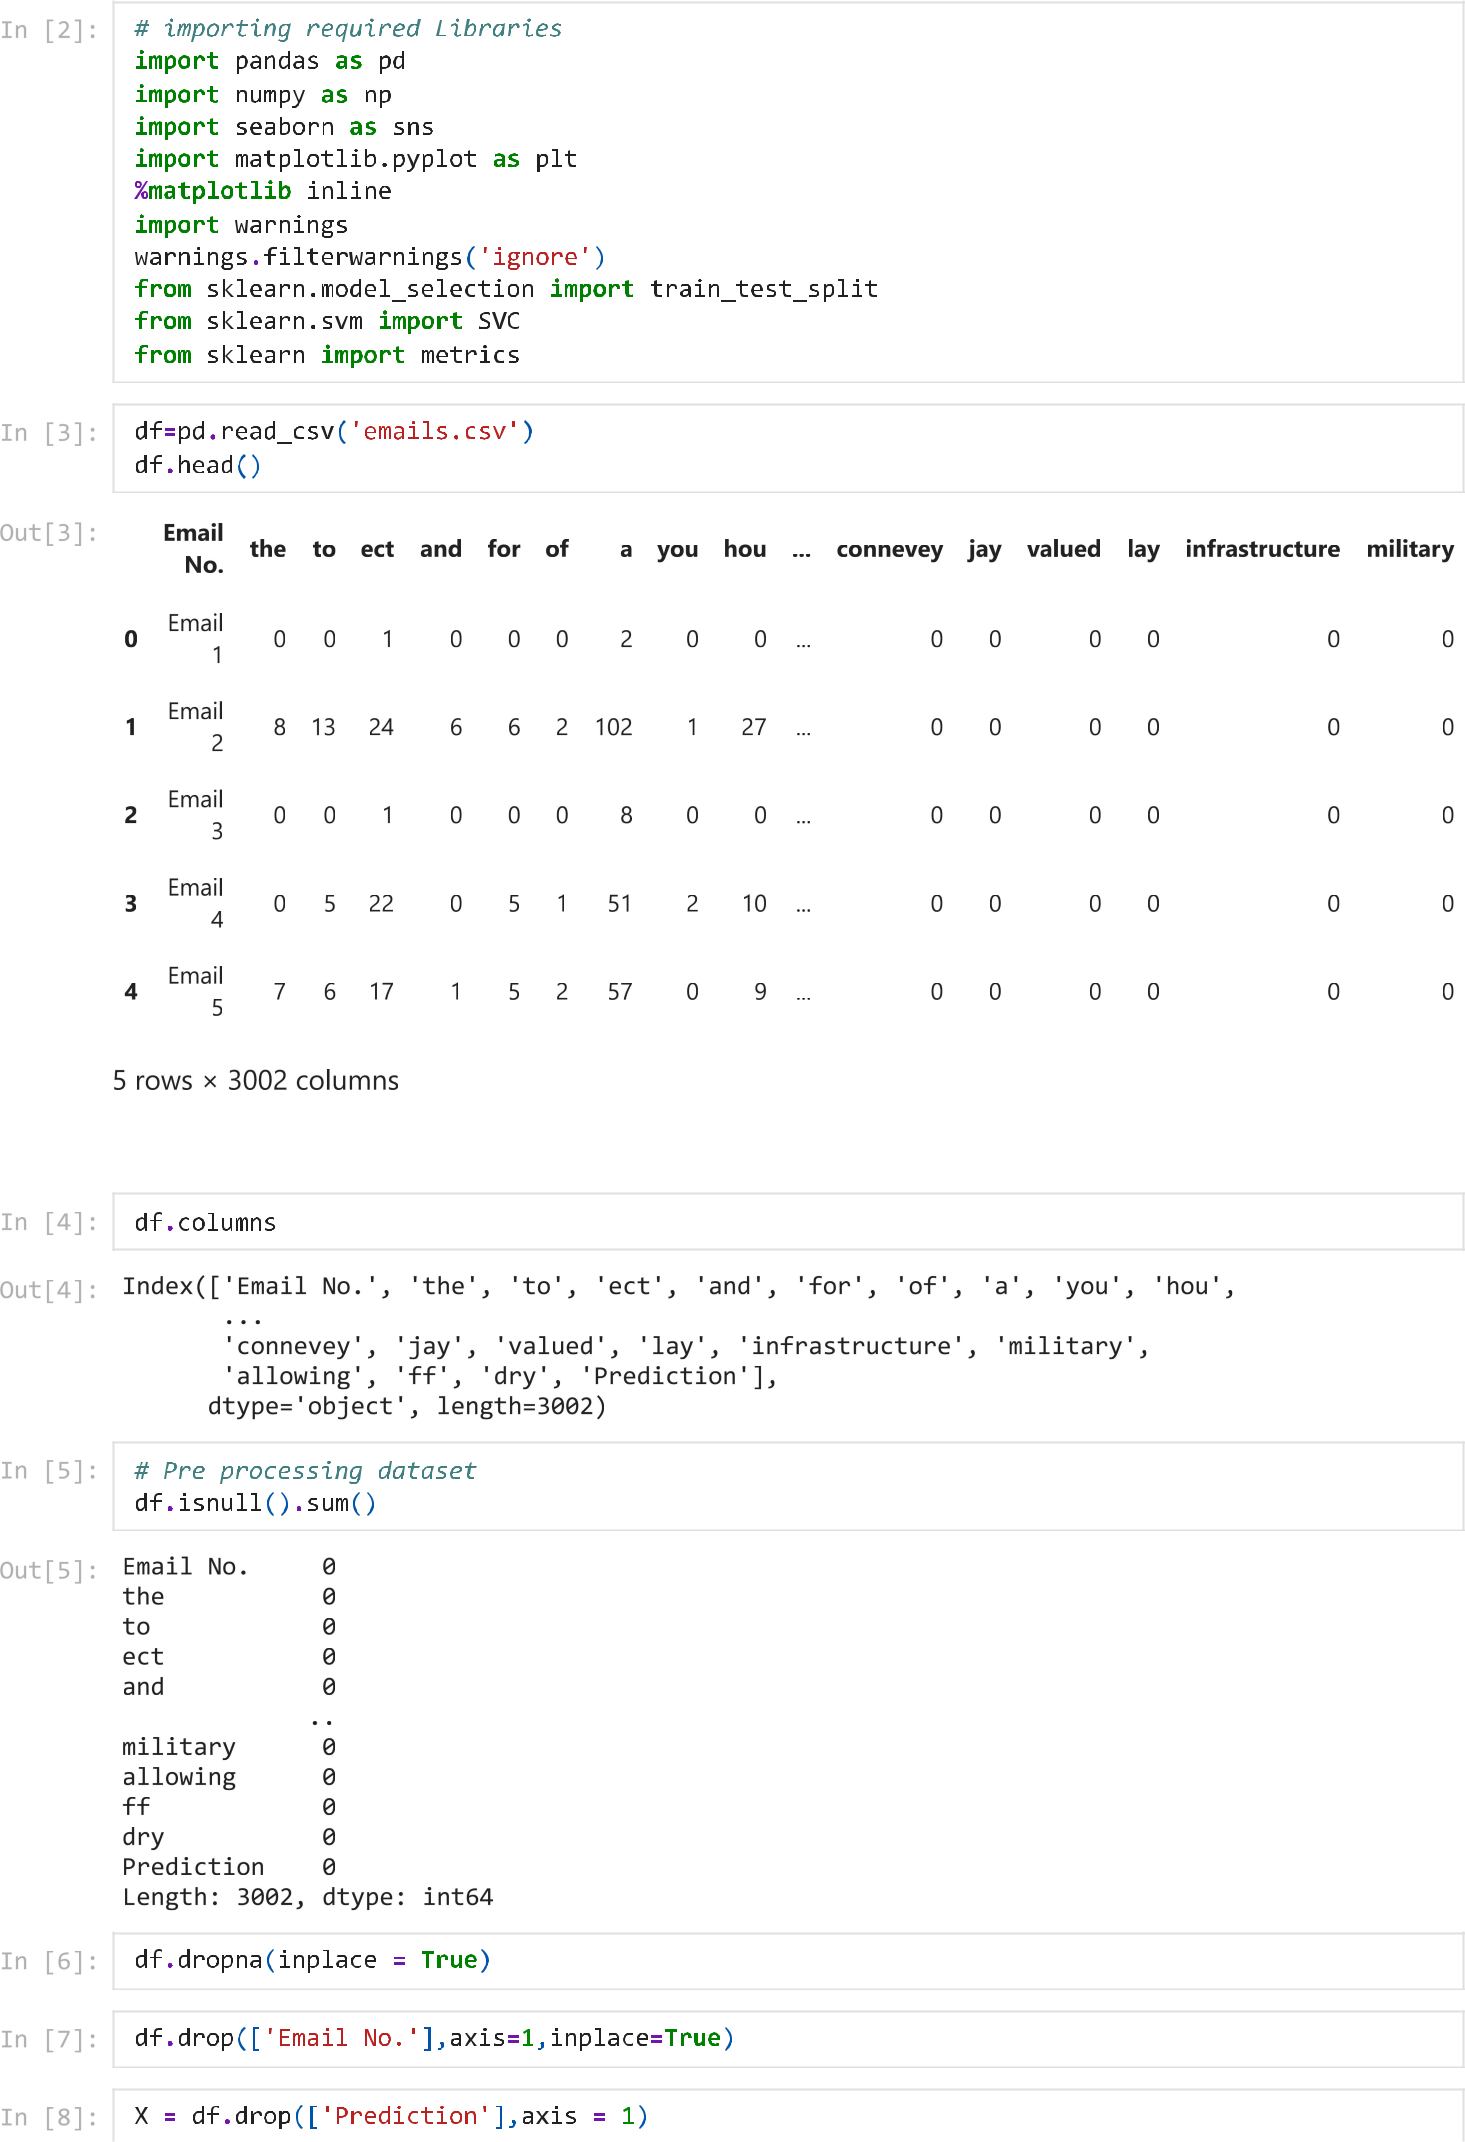 In [2]: # importing required Libraries
import pandas as pd
import numpy as np
import seaborn as sns
import matplotlib.pyplot as plt
%matplotlib inline
import warnings
warnings.filterwarnings('ignore')
from sklearn.model_selection import train_test_split
from sklearn.svm import SVC
from sklearn import metrics
In [3]: df=pd.read_csv('emails.csv')
df.head()
Out[3]: Email No. the to ect and for of a you hou ... connevey jay valued lay infrastructure military
0 Email 1 0 0 1 0 0 0 2 0 0 ... 0 0 0 0 0 0
1 Email 2 8 13 24 6 6 2 102 1 27 ... 0 0 0 0 0 0
2 Email 3 0 0 1 0 0 0 8 0 0 ... 0 0 0 0 0 0
3 Email 4 0 5 22 0 5 1 51 2 10 ... 0 0 0 0 0 0
4 Email 5 7 6 17 1 5 2 57 0 9 ... 0 0 0 0 0 0
5 rows × 3002 columns
In [4]: df.columns
Out[4]: Index(['Email No.', 'the', 'to', 'ect', 'and', 'for', 'of', 'a', 'you', 'hou',
...
'connevey', 'jay', 'valued', 'lay', 'infrastructure', 'military',
'allowing', 'ff', 'dry', 'Prediction'],
dtype='object', length=3002)
In [5]: # Pre processing dataset
df.isnull().sum()
Out[5]: Email No. 0
the 0
to 0
ect 0
and 0
..
military 0
allowing 0
ff 0
dry 0
Prediction 0
Length: 3002, dtype: int64
In [6]: df.dropna(inplace = True)
In [7]: df.drop(['Email No.'],axis=1,inplace=True)
In [8]: X = df.drop(['Prediction'],axis = 1)